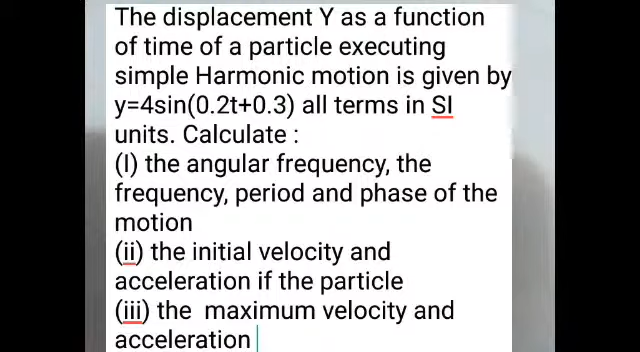 The displacement Y as a function
of time of a particle executing
simple Harmonic motion is given by
y=4sin(0.2t+0.3) all terms in SI
units. Calculate :
(I) the angular frequency, the
frequency, period and phase of the
motion
(ii) the initial velocity and
acceleration if the particle
(iii) the  maximum velocity and
acceleration